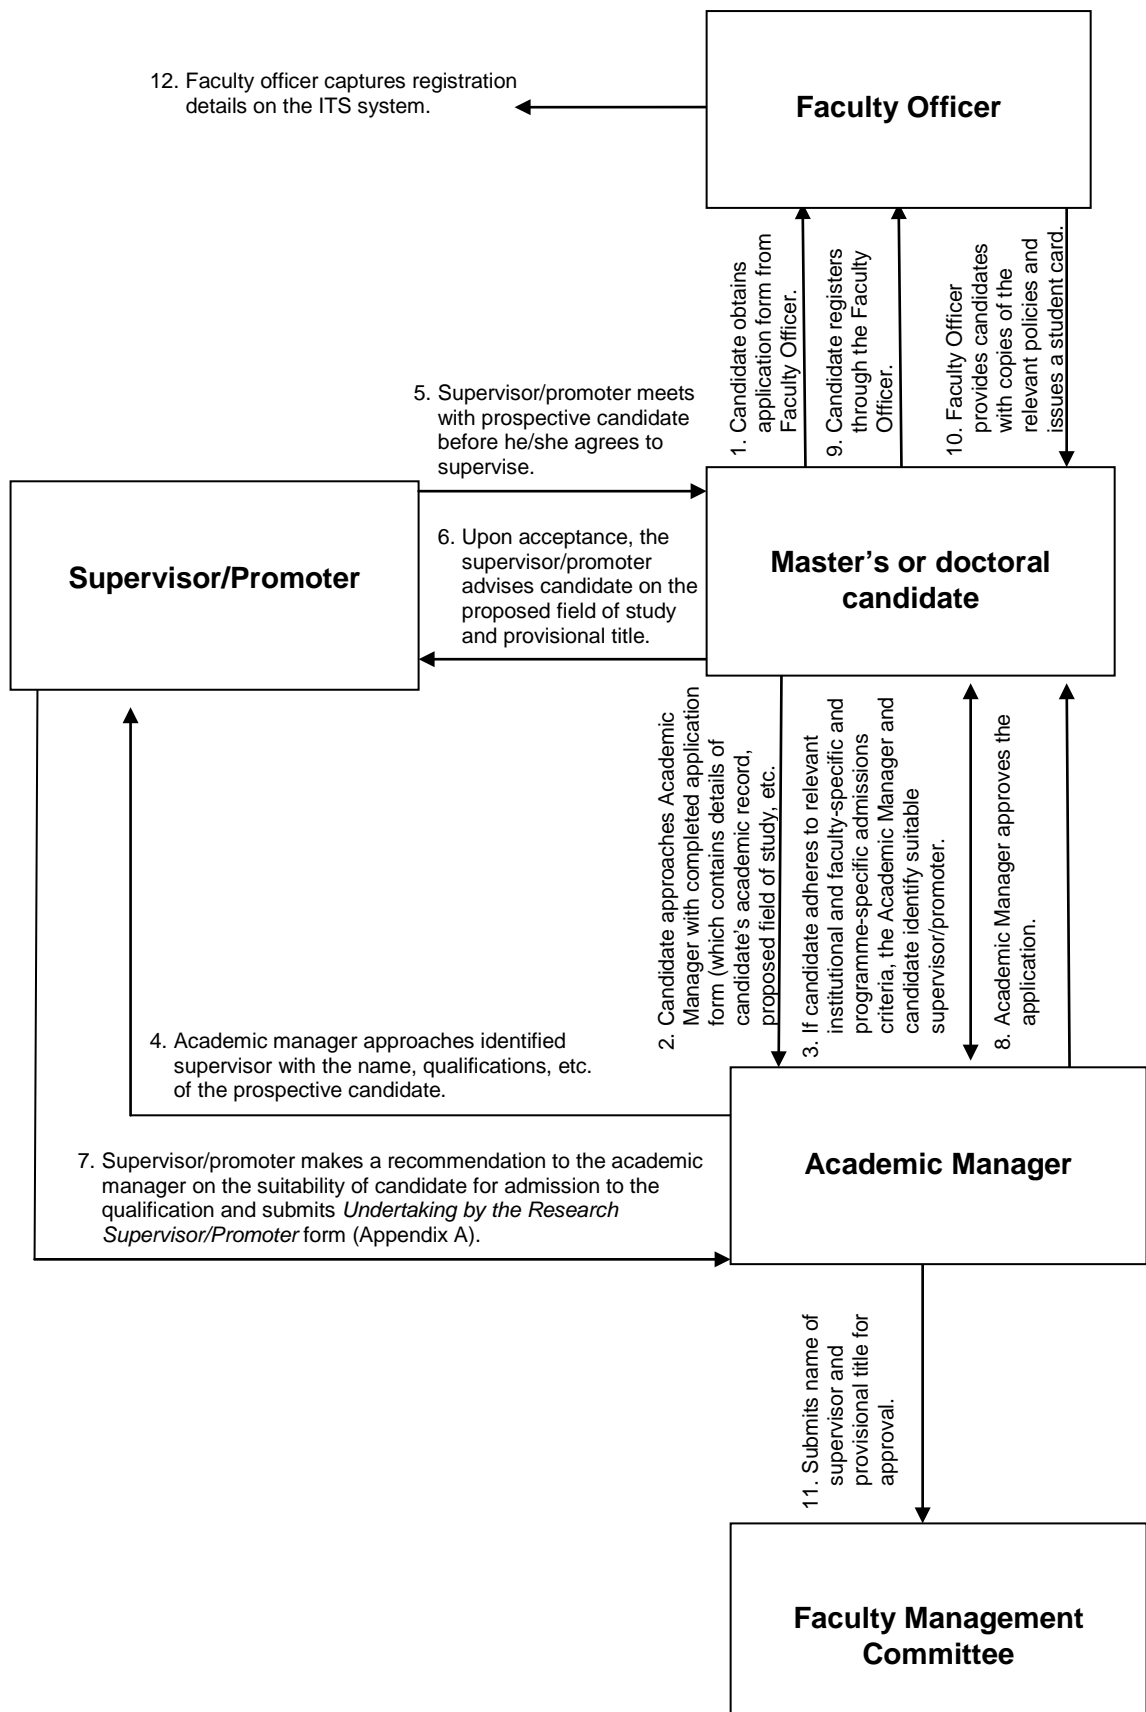 12. Faculty officer captures registration
details on the ITS system.
Faculty Officer
1. Candidate obtains
application form from
Faculty Officer.
9. Candidate registers
through the Faculty
Officer.
10. Faculty Officer
provides candidates
with copies of the
relevant policies and
issues a student card.
5. Supervisor/promoter meets
with prospective candidate
before he/she agrees to
supervise.
Supervisor/Promoter
6. Upon acceptance, the
supervisor/promoter
advises candidate on the
proposed field of study
and provisional title.
Master’s or doctoral
candidate
2. Candidate approaches Academic
Manager with completed application
form (which contains details of
candidate’s academic record,
proposed field of study, etc.
3. If candidate adheres to relevant
institutional and faculty-specific and
programme-specific admissions
criteria, the Academic Manager and
candidate identify suitable
supervisor/promoter.
8. Academic Manager approves the
application.
4. Academic manager approaches identified
supervisor with the name, qualifications, etc.
of the prospective candidate.
7. Supervisor/promoter makes a recommendation to the academic
manager on the suitability of candidate for admission to the
qualification and submits Undertaking by the Research
Supervisor/Promoter form (Appendix A).
Academic Manager
11. Submits name of
supervisor and
provisional title for
approval.
Faculty Management
Committee